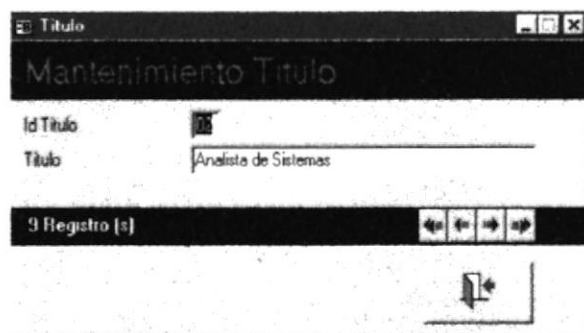 Titulo
Mantenimiento Titulo
Id Titulo
Titulo Analista de Sistemas
9 Registro (s)